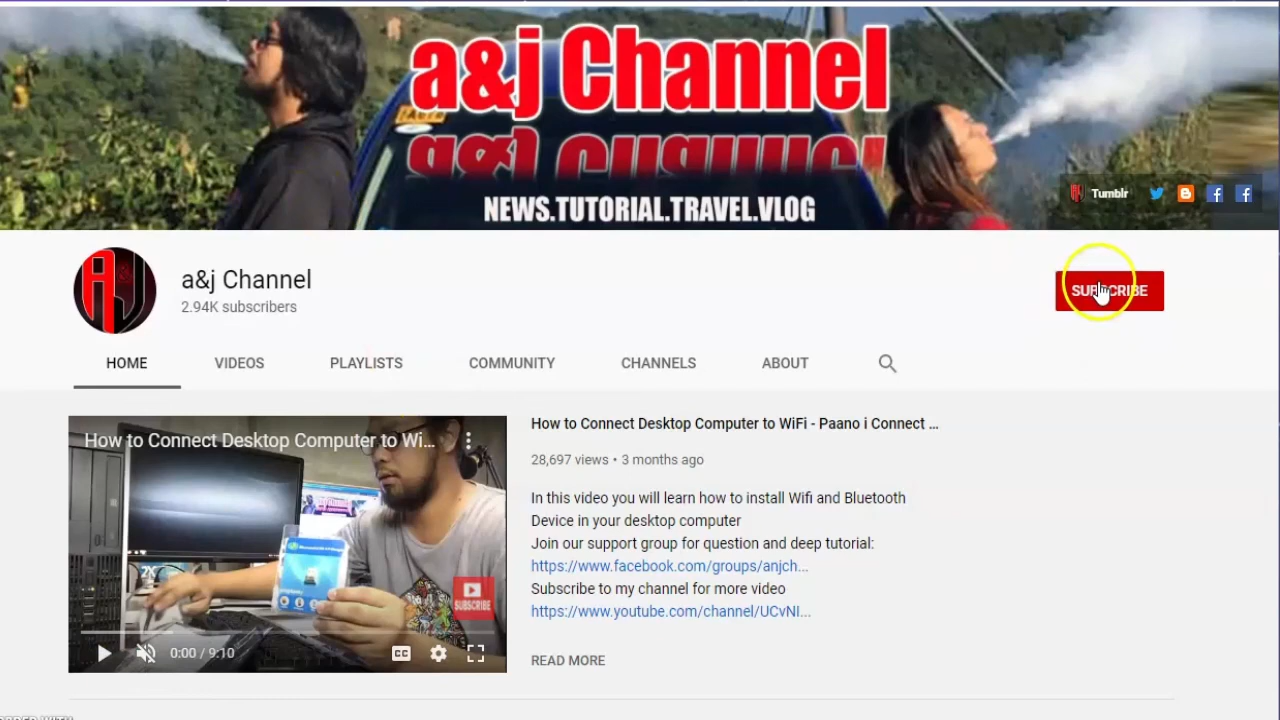 a&j Channel
NEWS.TUTORIAL.TRAVEL.VLOG
Tumblr
a&j Channel
2.94K subscribers
SUBSCRIBE
HOME VIDEOS PLAYLISTS COMMUNITY CHANNELS ABOUT
How to Connect Desktop Computer to Wi...
How to Connect Desktop Computer to WiFi - Paano i Connect ...
28,697 views • 3 months ago
In this video you will learn how to install Wifi and Bluetooth
Device in your desktop computer
Join our support group for question and deep tutorial:
https://www.facebook.com/groups/anjch...
Subscribe to my channel for more video
https://www.youtube.com/channel/UCvNI...
SUBSCRIBE
0:00 / 9:10
CC
READ MORE